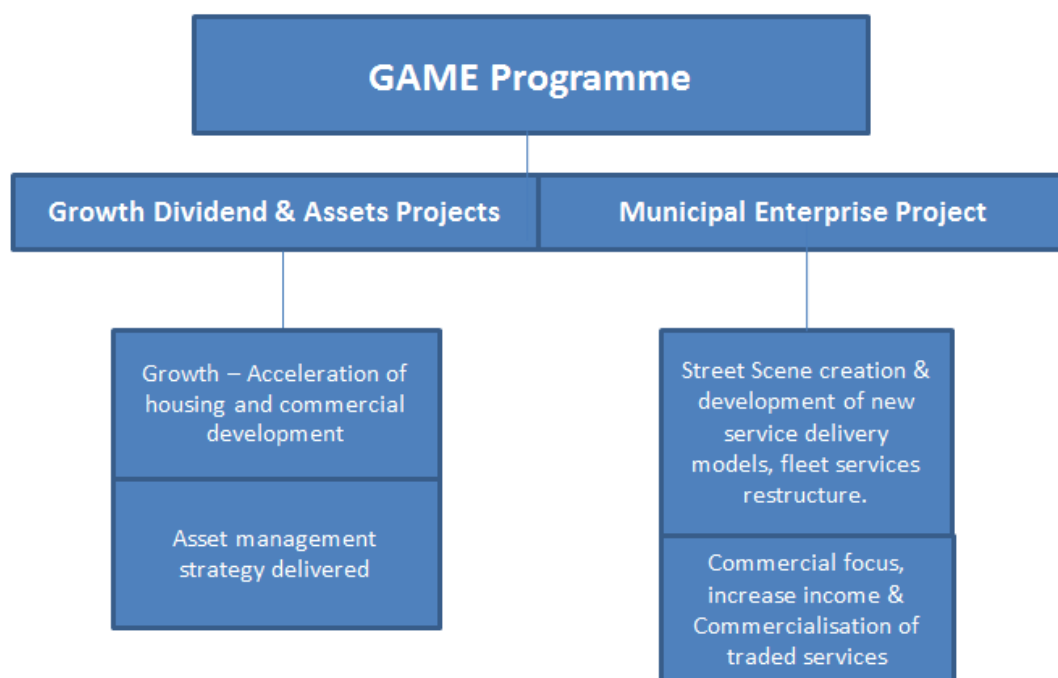 GAME Programme
Growth Dividend & Assets Projects
Municipal Enterprise Project
Growth – Acceleration of
housing and commercial
development
Asset management
strategy delivered
Street Scene creation &
development of new
service delivery
models, fleet services
restructure.
Commercial focus,
increase income &
Commercialisation of
traded services